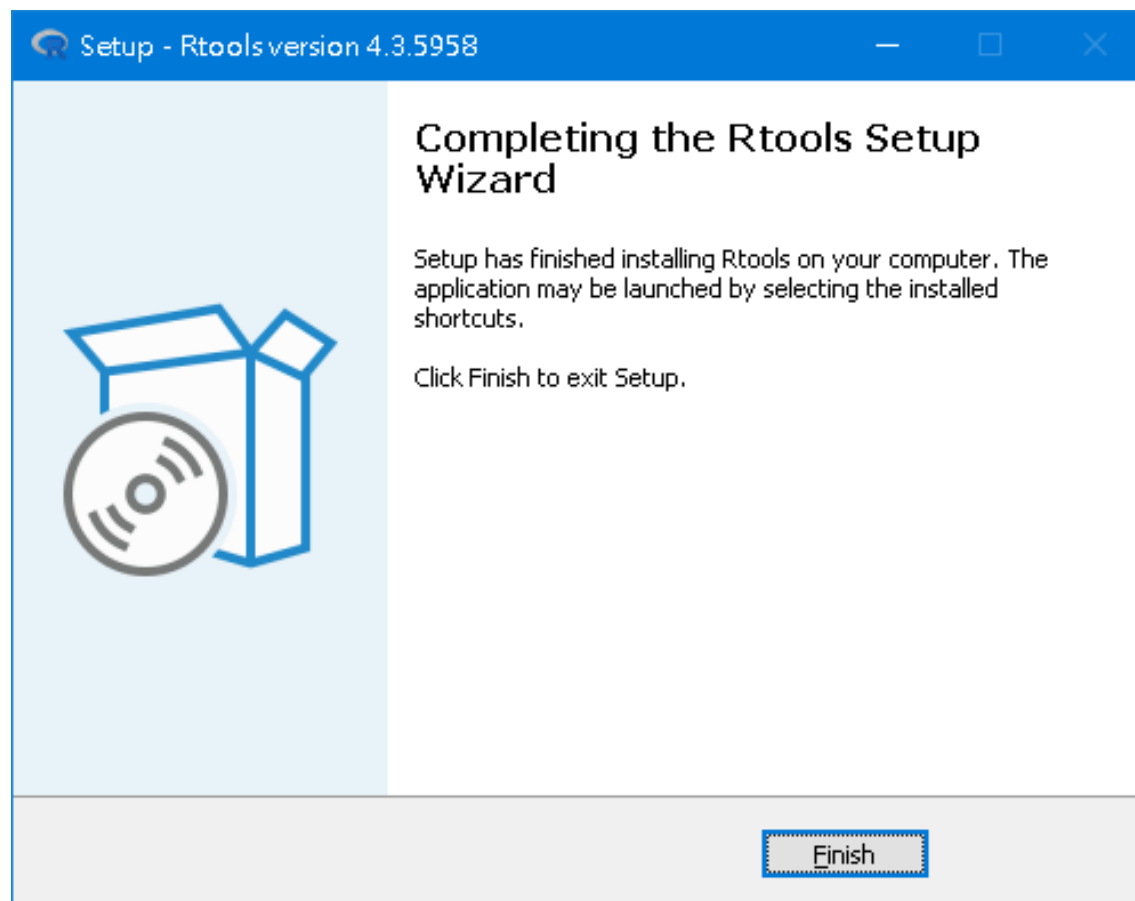 Setup - Rtools version 4.3.5958
Completing the Rtools Setup
Wizard
Setup has finished installing Rtools on your computer. The
application may be launched by selecting the installed
shortcuts.
Click Finish to exit Setup.
Finish